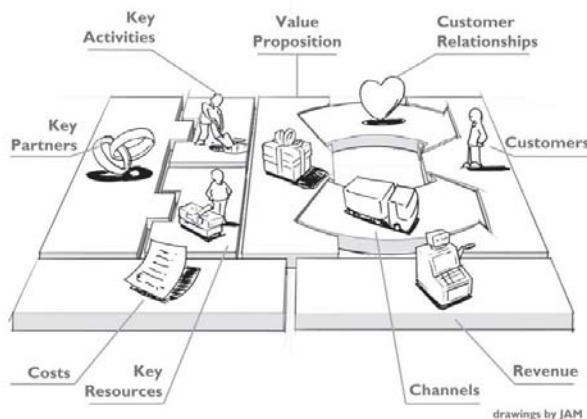 Key
Activities
Value
Proposition
Customer
Relationships
Key
Partners
Customers
Costs
Key
Resources
Channels
Revenue
drawings by JAM